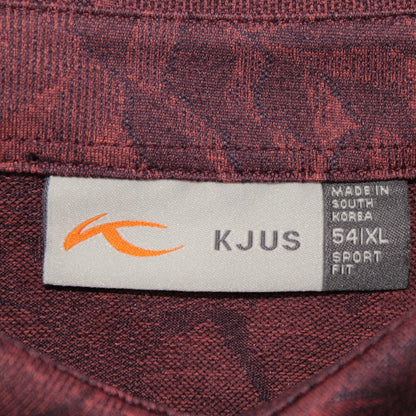 KJUS
MADE IN
SOUTH
KOREA
54|XL
SPORT
FIT